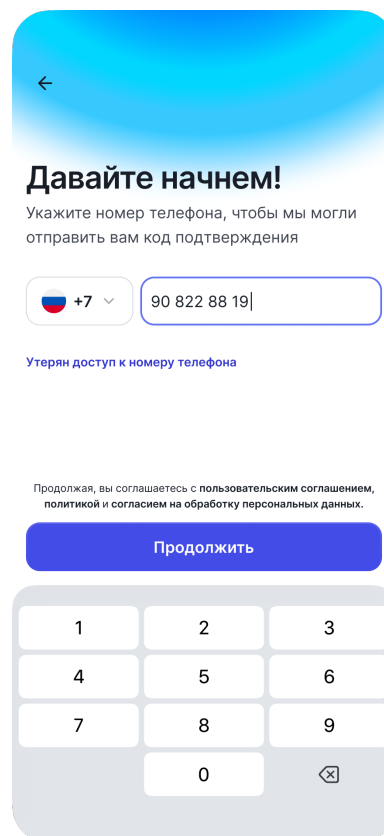 Давайте начнем!
Укажите номер телефона, чтобы мы могли
отправить вам код подтверждения
+7
90 822 88 19
Утерян доступ к номеру телефона
Продолжая, вы соглашаетесь с пользовательским соглашением,
политикой и согласием на обработку персональных данных.
Продолжить
1 2 3
4 5 6
7 8 9
0